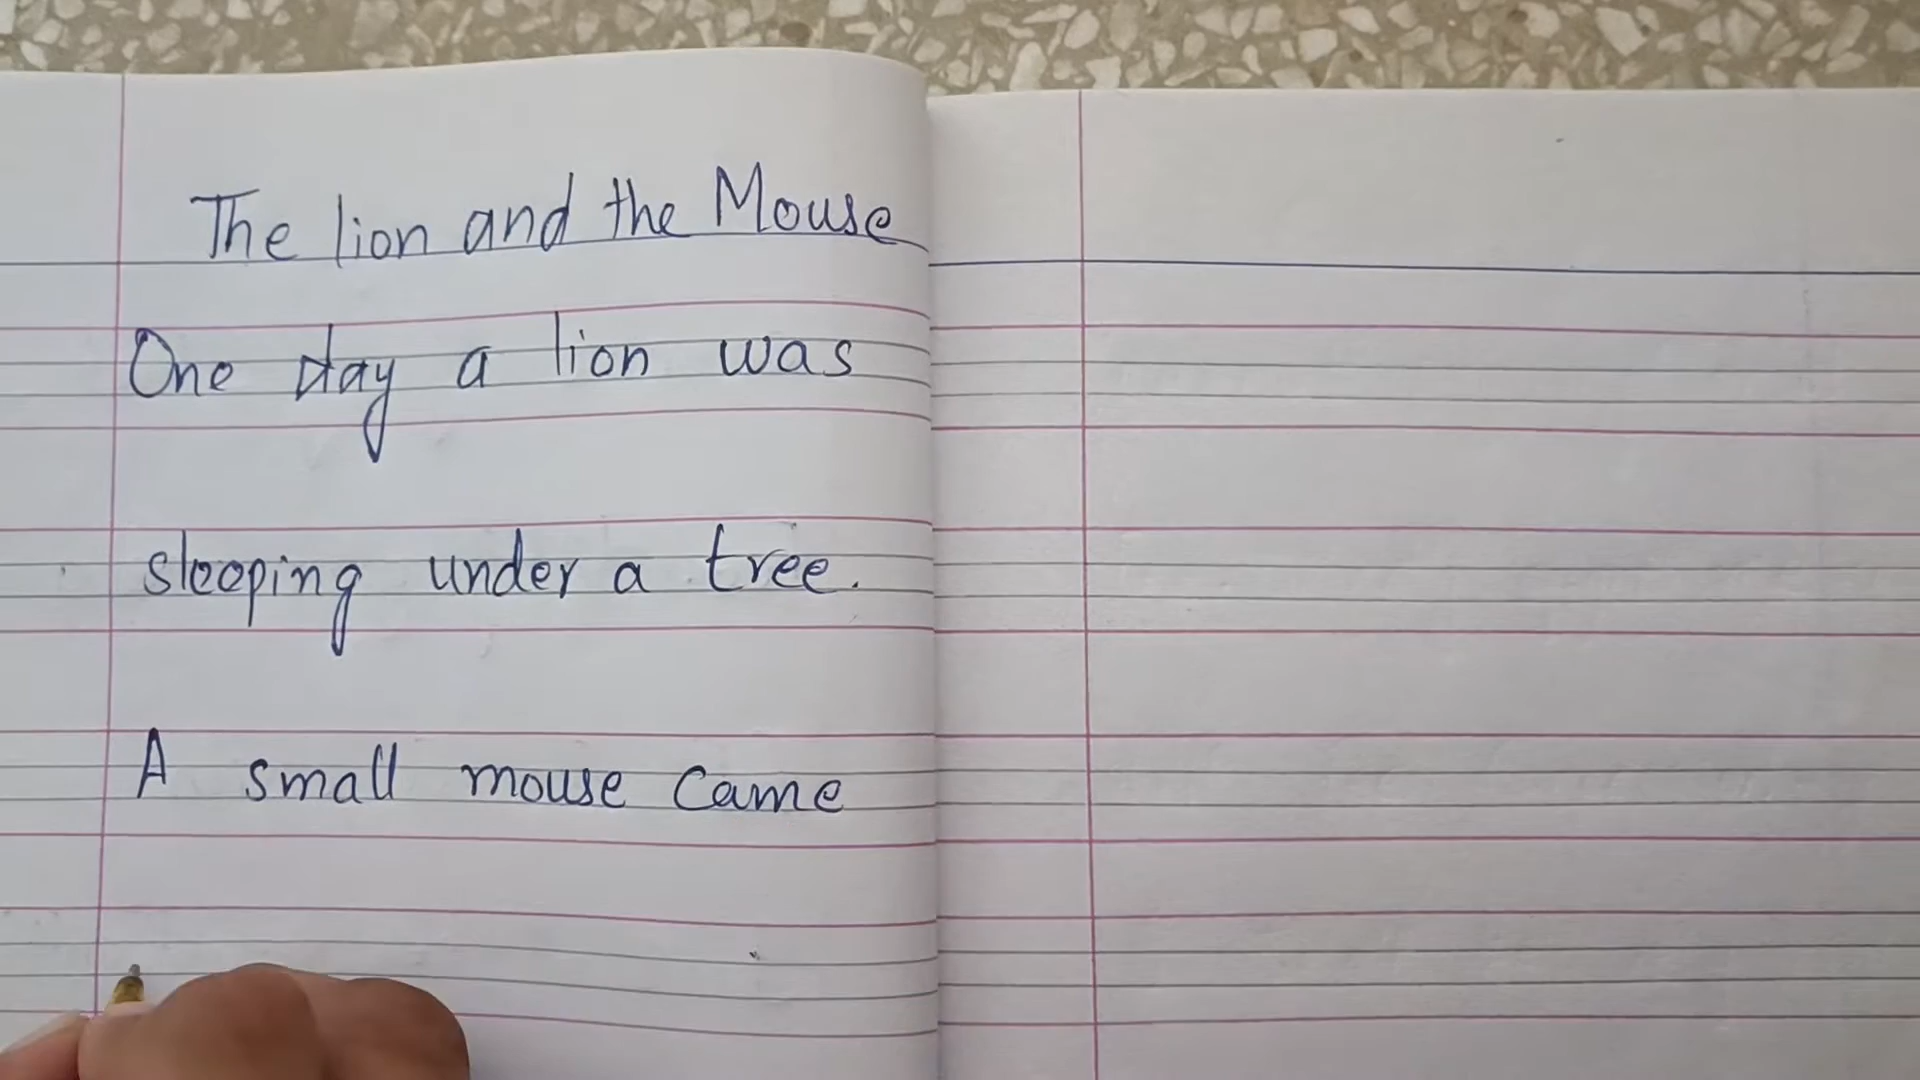 The lion and the Mouse
One day a lion was
sleeping under a tree.
A small mouse came